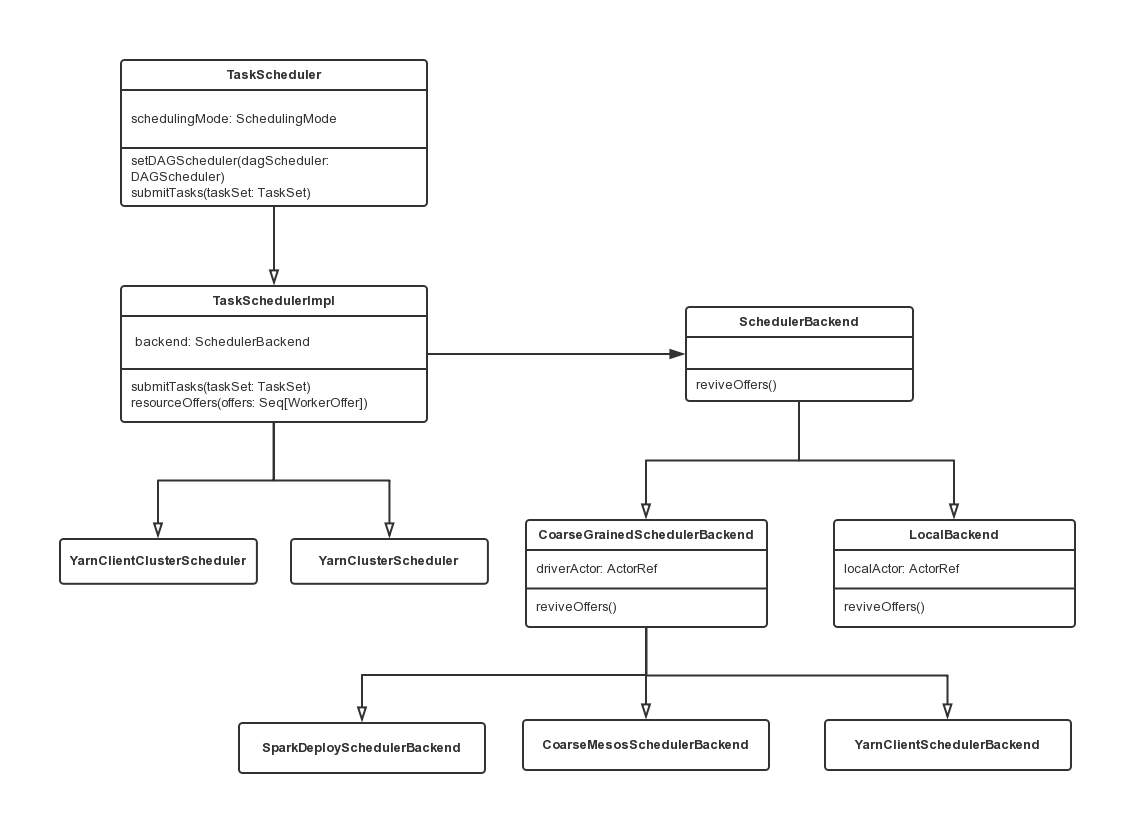 TaskScheduler
schedulingMode: SchedulingMode
setDAGScheduler(dagScheduler:
DAGScheduler)
submitTasks(taskSet: TaskSet)
TaskSchedulerImpl
backend: SchedulerBackend
submitTasks(taskSet: TaskSet)
resourceOffers(offers: Seq[WorkerOffer])
SchedulerBackend
reviveOffers()
YarnClientClusterScheduler
YarnClusterScheduler
CoarseGrainedSchedulerBackend
driverActor: ActorRef
reviveOffers()
LocalBackend
localActor: ActorRef
reviveOffers()
SparkDeploySchedulerBackend
CoarseMesosSchedulerBackend
YarnClientSchedulerBackend